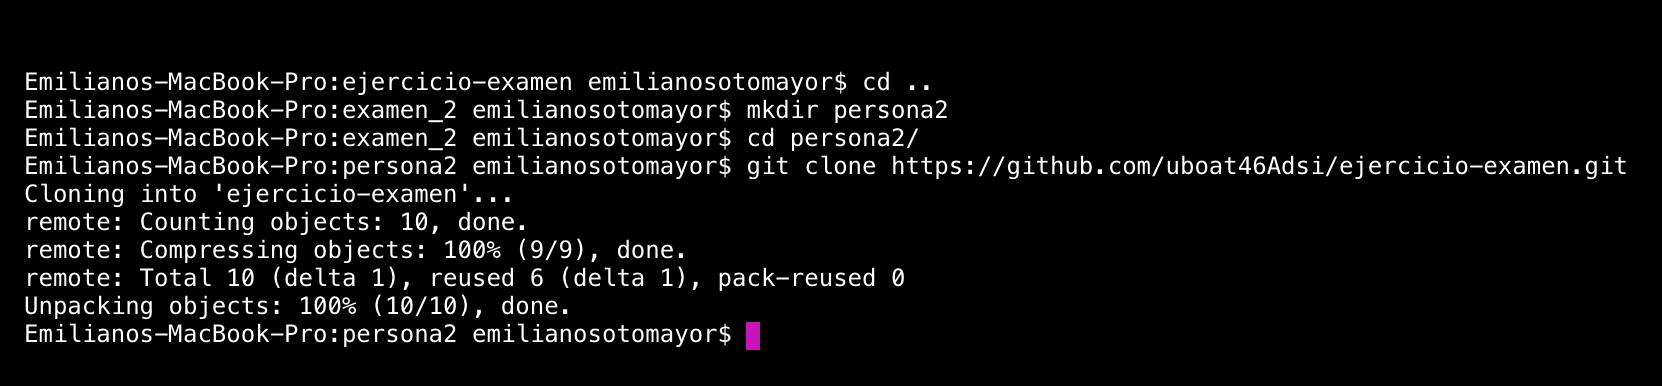 Emilianos-MacBook-Pro:ejercicio-examen emilianosotomayor$ cd ..
Emilianos-MacBook-Pro:examen_2 emilianosotomayor$ mkdir persona2
Emilianos-MacBook-Pro:examen_2 emilianosotomayor$ cd persona2/
Emilianos-MacBook-Pro:persona2 emilianosotomayor$ git clone https://github.com/uboat46Adsi/ejercicio-examen.git
Cloning into 'ejercicio-examen'...
remote: Counting objects: 10, done.
remote: Compressing objects: 100% (9/9), done.
remote: Total 10 (delta 1), reused 6 (delta 1), pack-reused 0
Unpacking objects: 100% (10/10), done.
Emilianos-MacBook-Pro:persona2 emilianosotomayor$